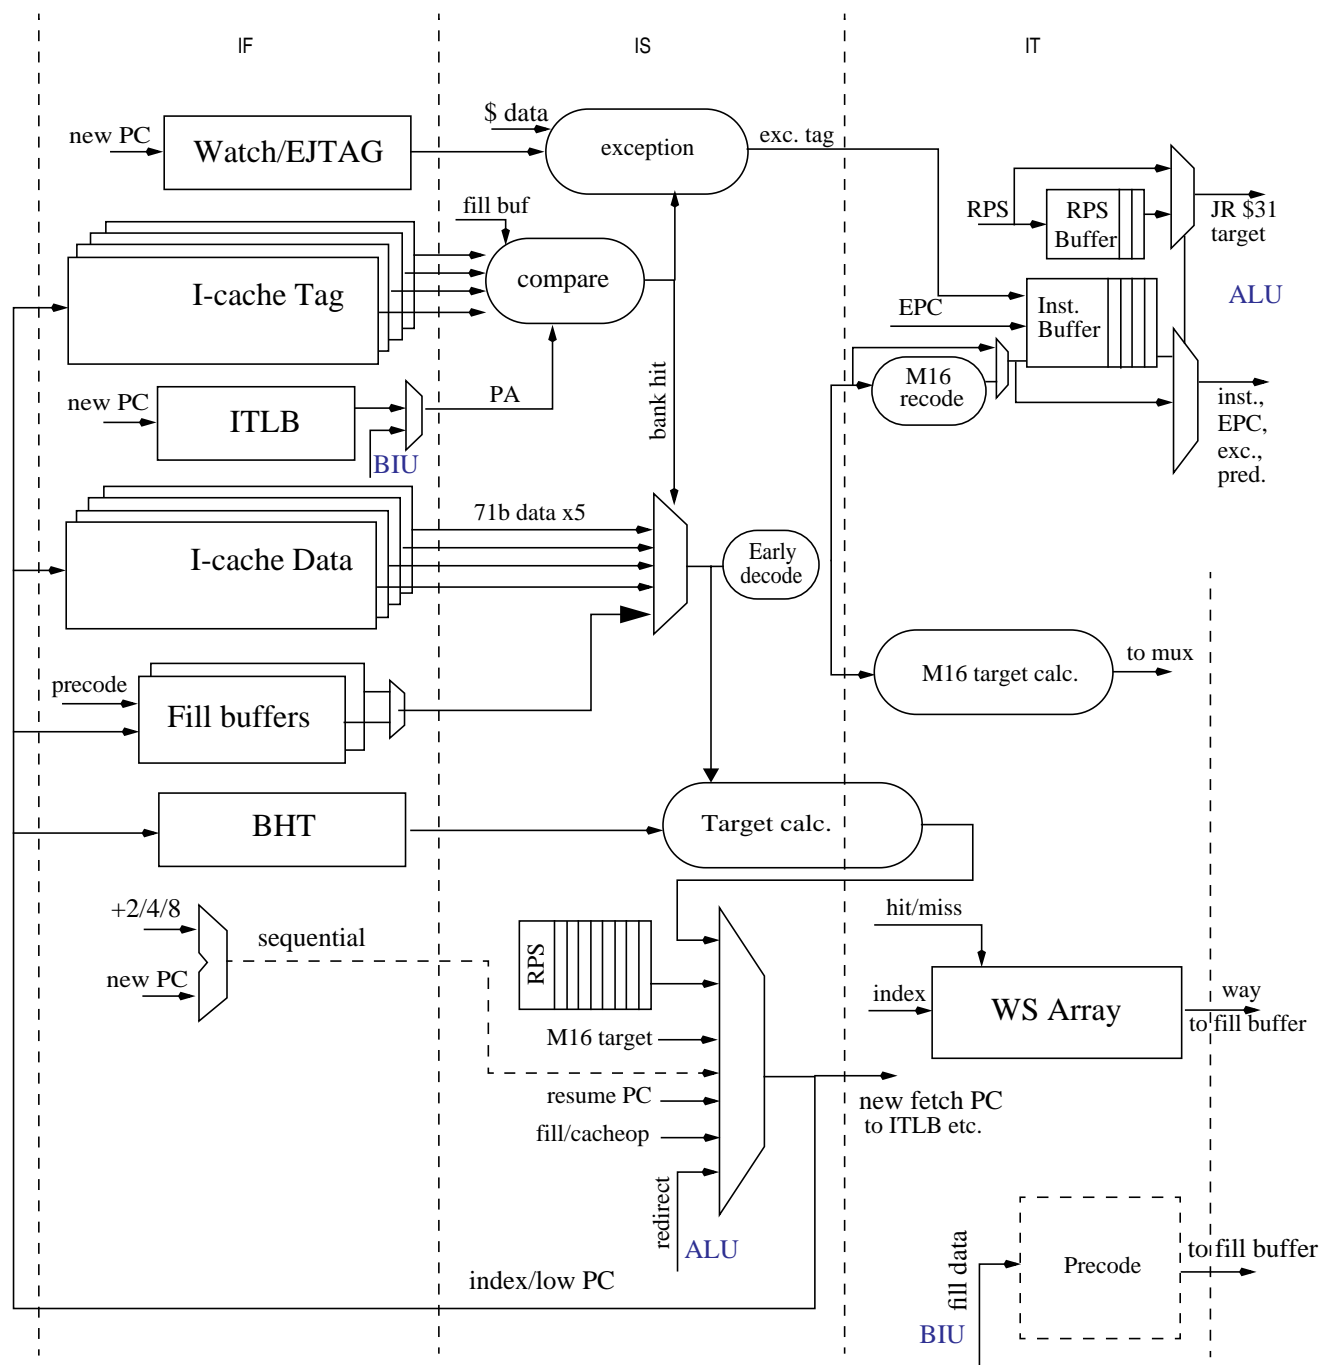 IF
IS
IT
new PC
Watch/EJTAG
$ data
exception
exc. tag
fill buf
I-cache Tag
compare
RPS
RPS
Buffer
JR $31
target
ALU
EPC
Inst.
Buffer
M16
recode
inst.,
EPC,
exc.,
pred.
new PC
ITLB
BIU
PA
bank hit
I-cache Data
71b data x5
Early
decode
precode
Fill buffers
M16 target calc.
to mux
BHT
Target calc.
+2/4/8
sequential
new PC
RPS
M16 target
resume PC
fill/cacheop
redirect
ALU
hit/miss
index
WS Array
way
to fill buffer
new fetch PC
to ITLB etc.
index/low PC
fill data
BIU
Precode
to fill buffer